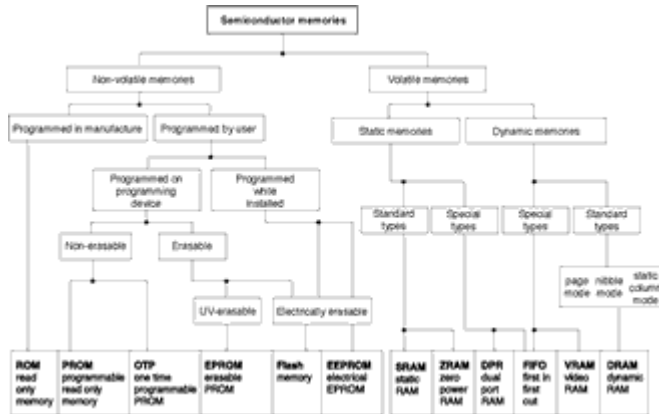 Semiconductor memories
Non-volatile memories
Volatile memories
Programmed in manufacture
Programmed by user
Static memories
Dynamic memories
Programmed on
programming
device
Programmed
while
installed
Standard
types
Special
types
Special
types
Standard
types
Non-erasable
Erasable
page
mode
nibble
mode
static
column
mode
UV-erasable
Electrically erasable
ROM
read
only
memory
PROM
programmable
read only
memory
OTP
one time
programmable
PROM
EPROM
erasable
PROM
Flash
memory
EEPROM
electrical
EPROM
SRAM
static
RAM
ZRAM
zero
power
RAM
DPR
dual
port
RAM
FIFO
first in
first
out
VRAM
video
RAM
DRAM
dynamic
RAM